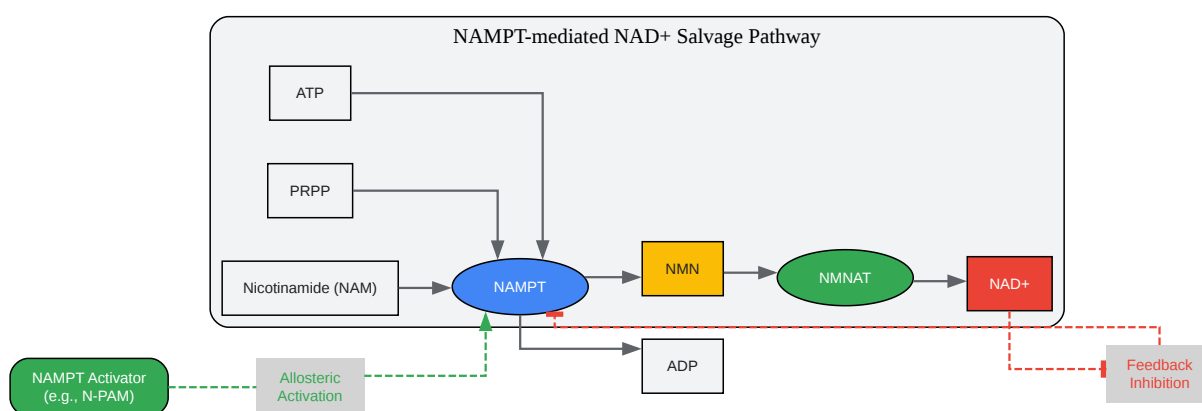 NAMPT-mediated NAD+ Salvage Pathway
ATP
PRPP
Nicotinamide (NAM)
NAMPT
NMN
NMNAT
NAD+
ADP
NAMPT Activator
(e.g., N-PAM)
Allosteric
Activation
Feedback
Inhibition